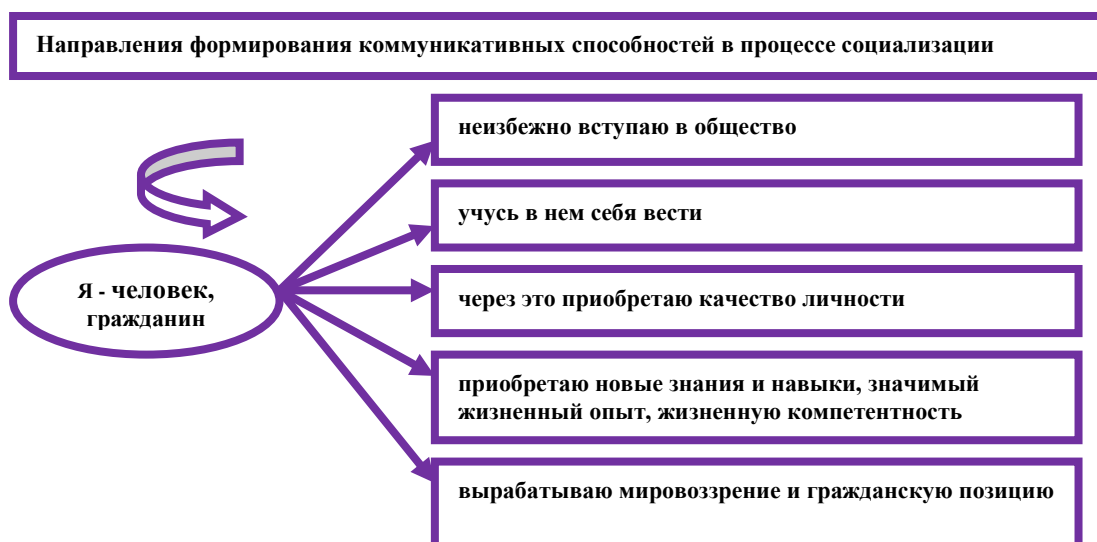 Направления формирования коммуникативных способностей в процессе социализации
неизбежно вступаю в общество
учусь в нем себя вести
Я - человек,
гражданин
через это приобретаю качество личности
приобретаю новые знания и навыки, значимый
жизненный опыт, жизненную компетентность
вырабатываю мировоззрение и гражданскую позицию